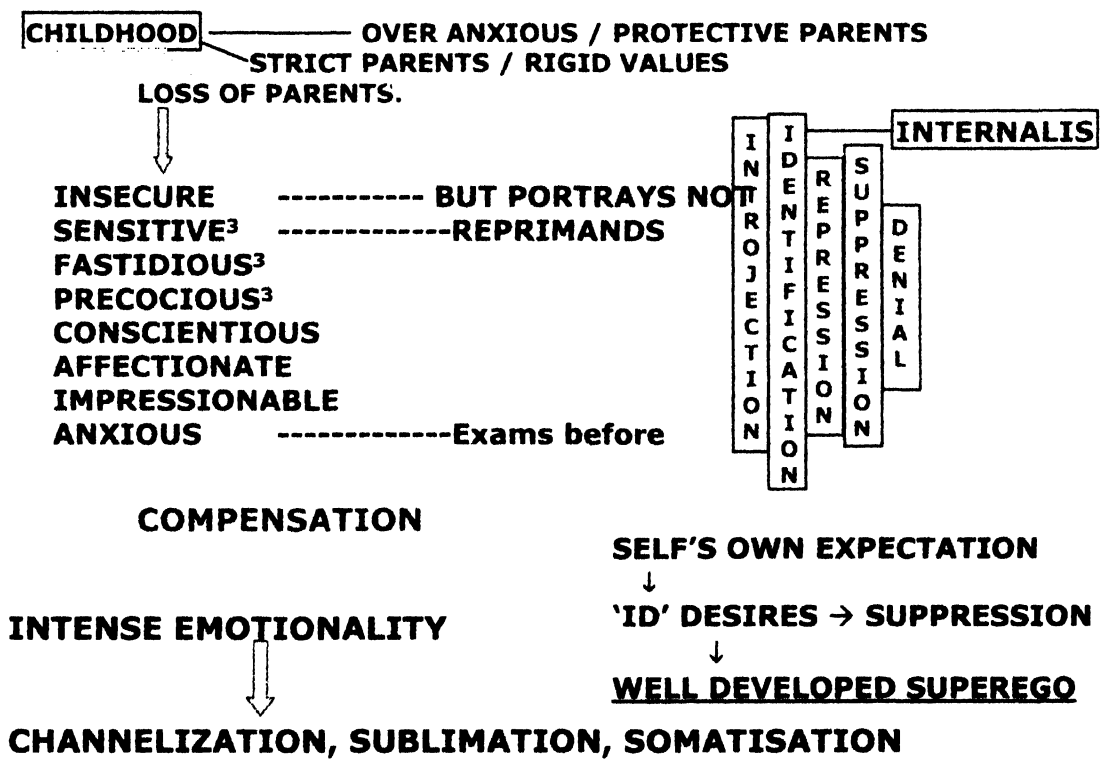 CHILDHOOD OVER ANXIOUS / PROTECTIVE PARENTS
STRICT PARENTS / RIGID VALUES
LOSS OF PARENTS.
INTERNALIS
INSECURE ----------- BUT PORTRAYS NOT
SENSITIVE³ -------------REPRIMANDS
FASTIDIOUS³
PRECOCIOUS³
CONSCIENTIOUS
AFFECTIONATE
IMPRESSIONABLE
ANXIOUS -------------Exams before
INTROJECTION
IDENTIFICATION
REPRESSION
SUPPRESSION
DENIAL
COMPENSATION
SELF’S OWN EXPECTATION
↓
‘ID’ DESIRES → SUPPRESSION
↓
WELL DEVELOPED SUPEREGO
INTENSE EMOTIONALITY
CHANNELIZATION, SUBLIMATION, SOMATISATION